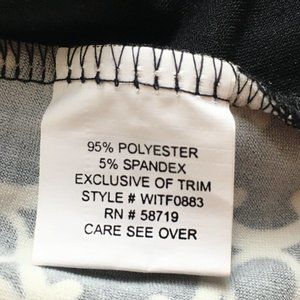 95% POLYESTER
5% SPANDEX
EXCLUSIVE OF TRIM
STYLE # WITF0883
RN # 58719
CARE SEE OVER